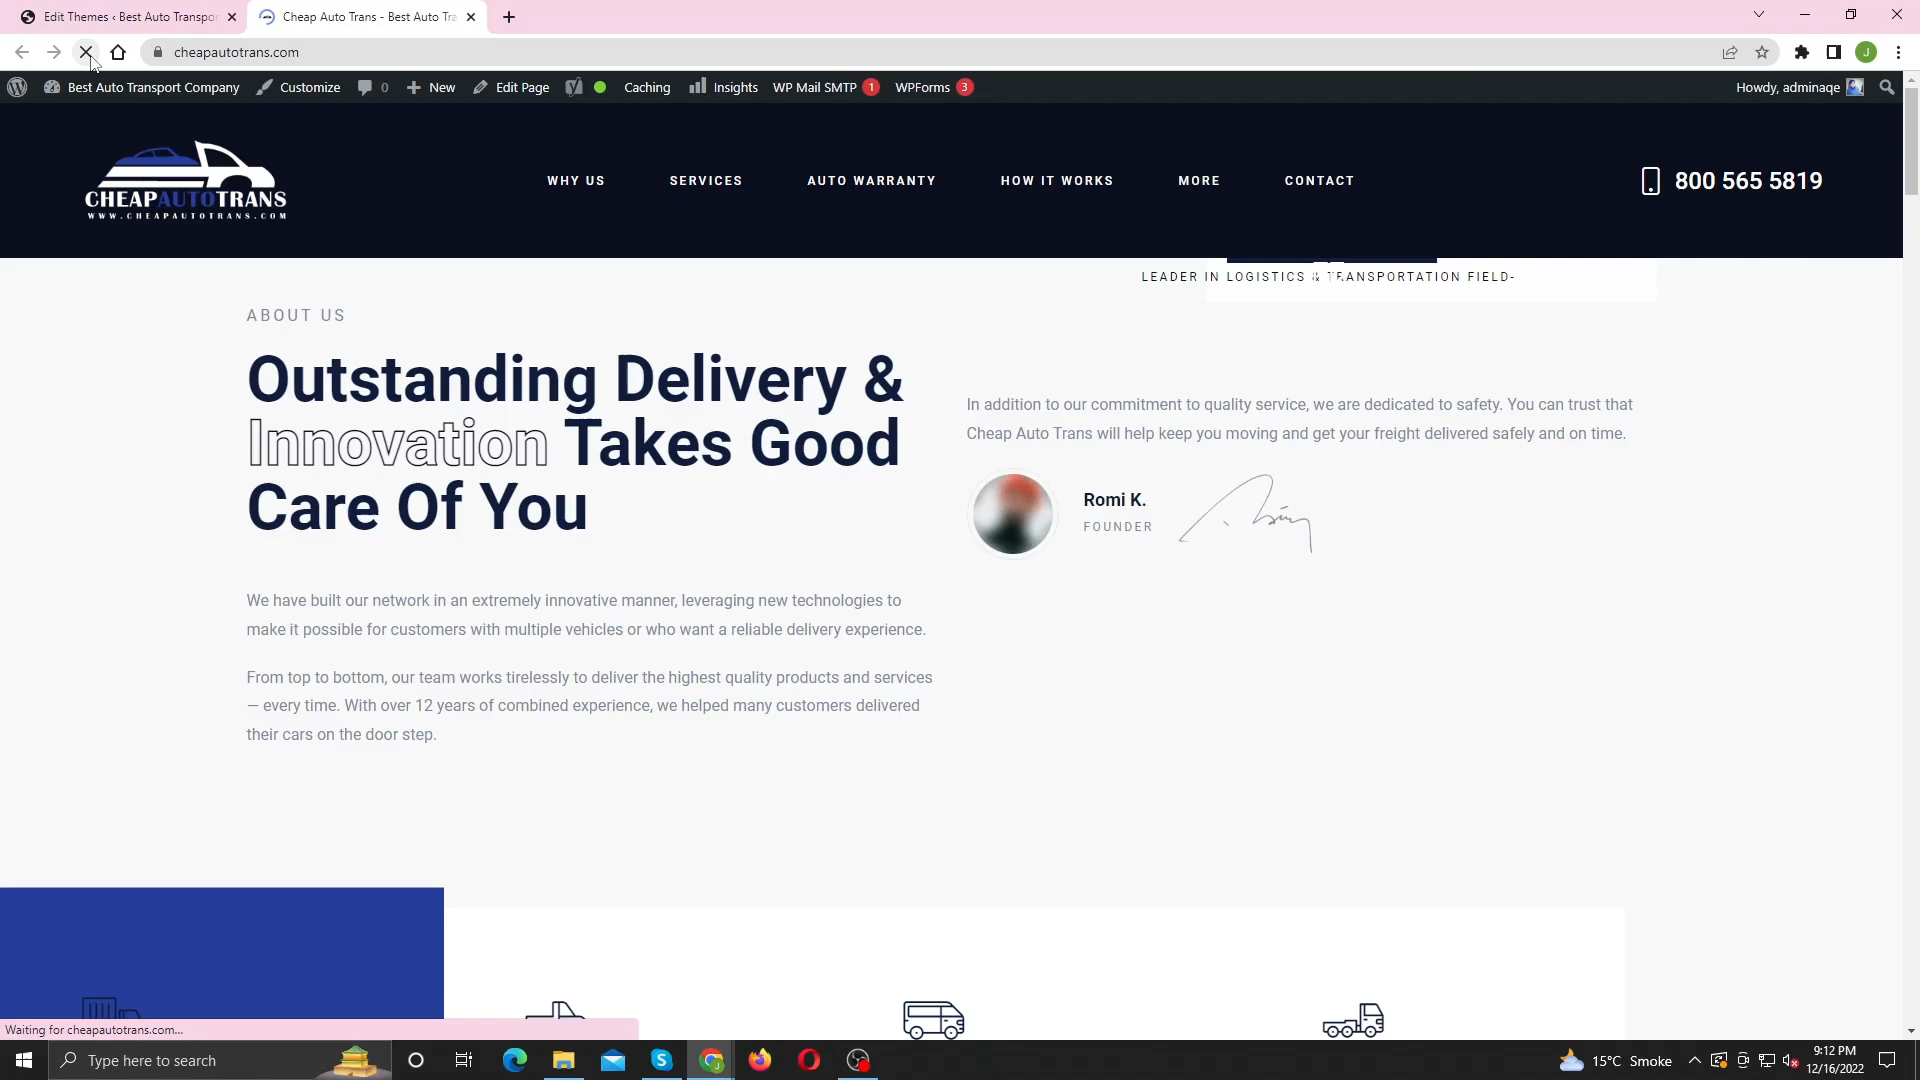 Edit Themes ‹ Best Auto Transpor
Cheap Auto Trans - Best Auto Tra
cheapautotrans.com
J
Best Auto Transport Company
Customize
0
New
Edit Page
Caching
Insights
WP Mail SMTP 1
WPForms 3
Howdy, adminaqe
CHEAPAUTOTRANS
WWW.CHEAPAUTOTRANS.COM
WHY US
SERVICES
AUTO WARRANTY
HOW IT WORKS
MORE
CONTACT
800 565 5819
LEADER IN LOGISTICS & TRANSPORTATION FIELD-
ABOUT US
Outstanding Delivery &
Innovation Takes Good
Care Of You
In addition to our commitment to quality service, we are dedicated to safety. You can trust that
Cheap Auto Trans will help keep you moving and get your freight delivered safely and on time.
Romi K.
FOUNDER
We have built our network in an extremely innovative manner, leveraging new technologies to
make it possible for customers with multiple vehicles or who want a reliable delivery experience.
From top to bottom, our team works tirelessly to deliver the highest quality products and services
— every time. With over 12 years of combined experience, we helped many customers delivered
their cars on the door step.
Waiting for cheapautotrans.com...
Type here to search
15°C Smoke
9:12 PM
12/16/2022